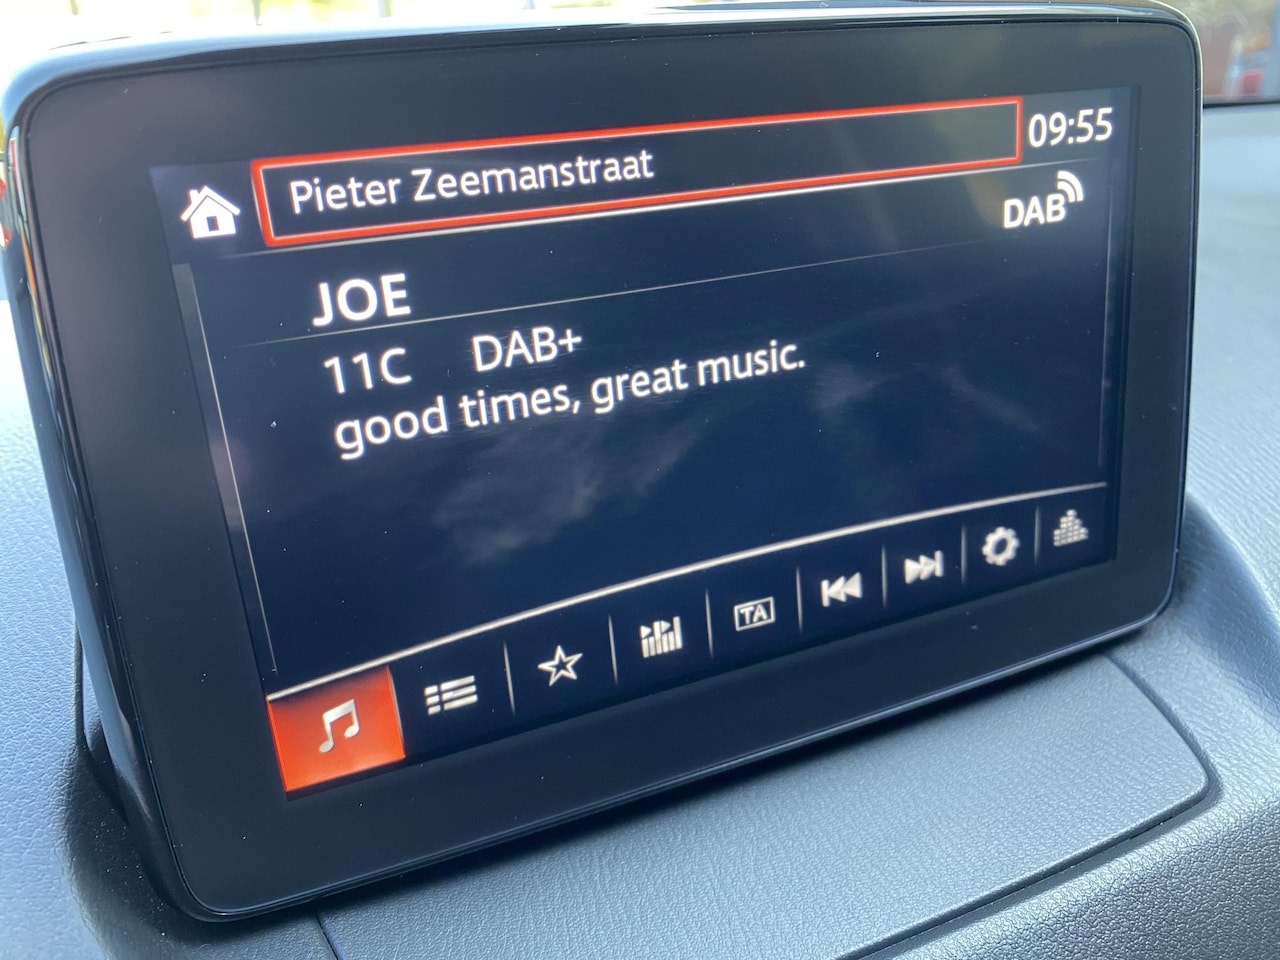 Pieter Zeemanstraat 09:55
DAB
JOE
11C DAB+
good times, great music.
TA